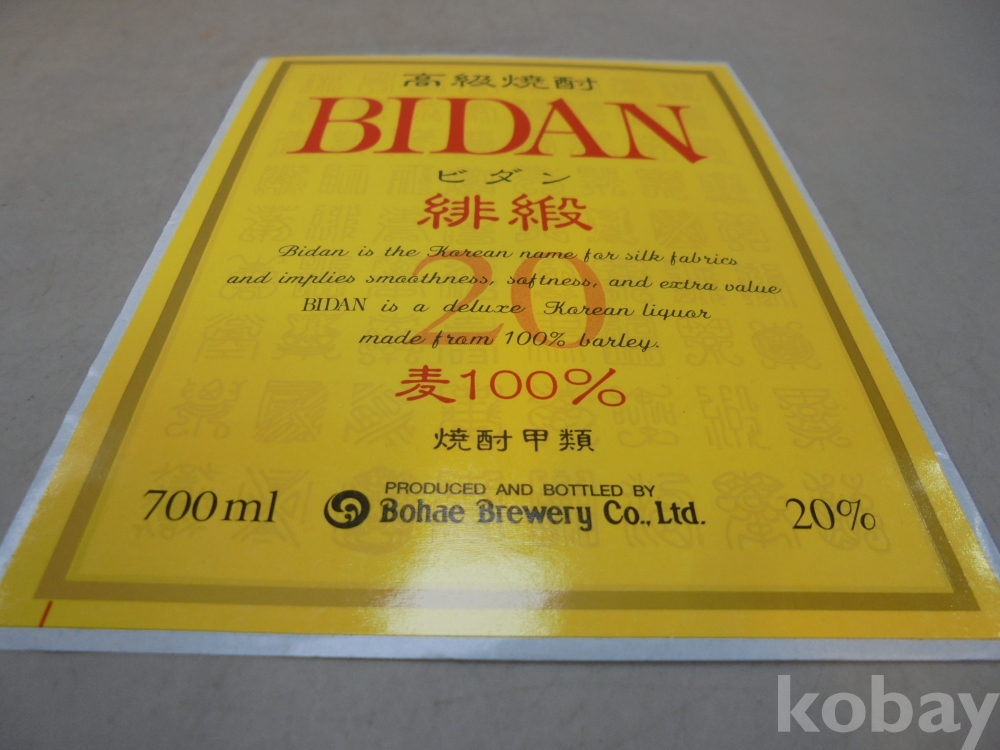 高級焼酎
BIDAN
ビダン
緋緞
20
Bidan is the Korean name for silk fabrics
and implies smoothness, softness, and extra value
BIDAN is a deluxe Korean liquor
made from 100% barley.
麦100%
焼酎甲類
700ml
PRODUCED AND BOTTLED BY
Bohae Brewery Co., Ltd.
20%
kobay